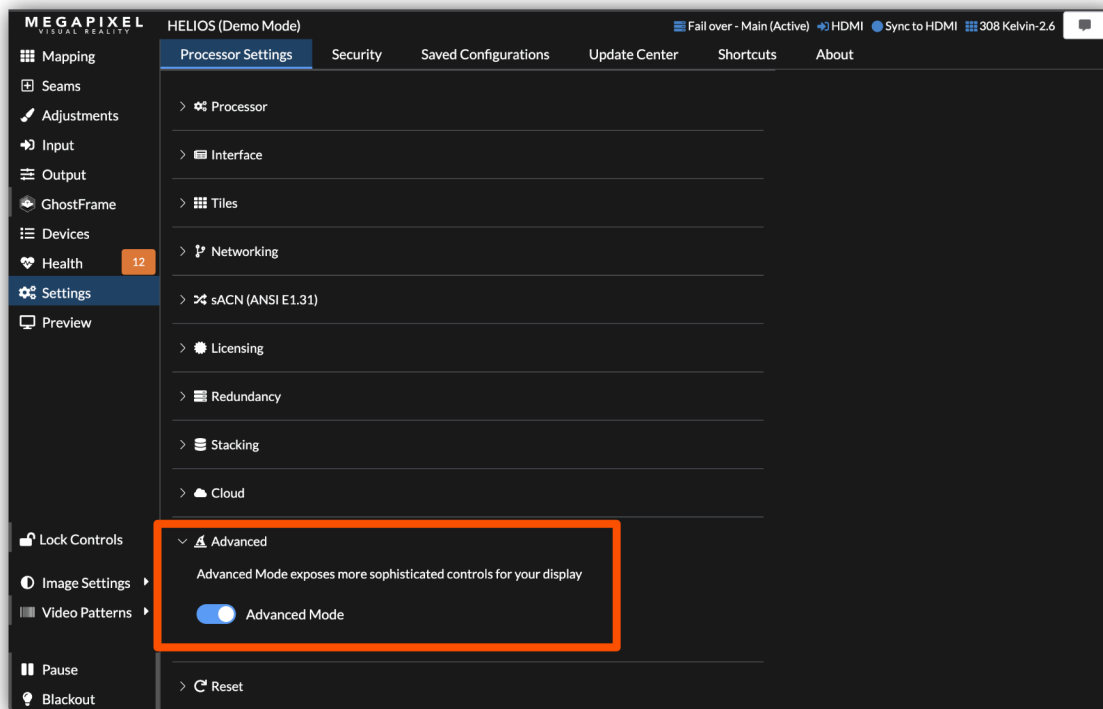 MEGAPIXEL
VISUAL REALITY
HELIOS (Demo Mode)
Fail over - Main (Active)
HDMI
Sync to HDMI
308 Kelvin-2.6
Processor Settings
Security
Saved Configurations
Update Center
Shortcuts
About
Mapping
Seams
Adjustments
Input
Output
GhostFrame
Devices
Health
12
Settings
Preview
Lock Controls
Image Settings
Video Patterns
Pause
Blackout
Processor
Interface
Tiles
Networking
sACN (ANSI E1.31)
Licensing
Redundancy
Stacking
Cloud
Advanced
Advanced Mode exposes more sophisticated controls for your display
Advanced Mode
Reset